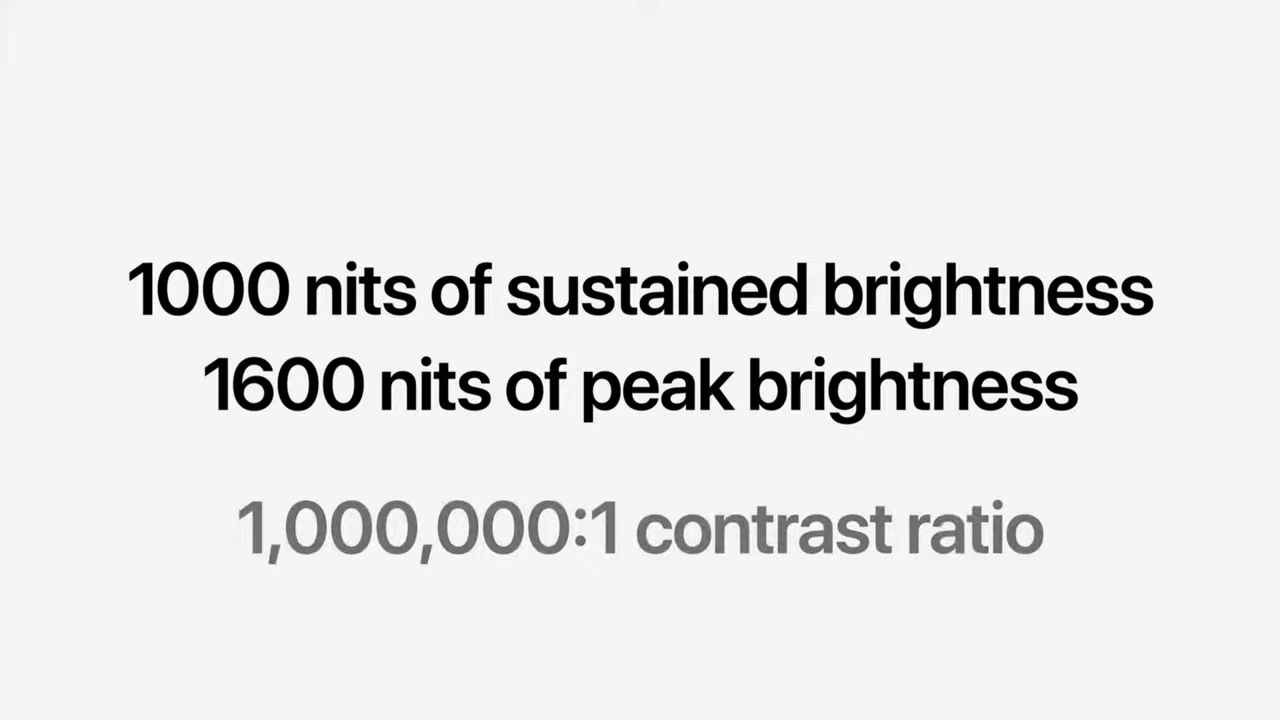 1000 nits of sustained brightness
1600 nits of peak brightness
1,000,000:1 contrast ratio